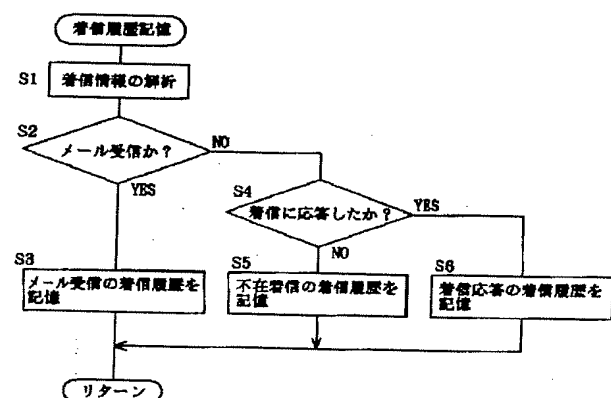 着信履歴記憶
S1
着信情報の解析
S2
メール受信か？
NO
YES
S4
着信に応答したか？
YES
NO
S3
メール受信の着信履歴を
記憶
S5
不在着信の着信履歴を
記憶
S6
着信応答の着信履歴を
記憶
リターン